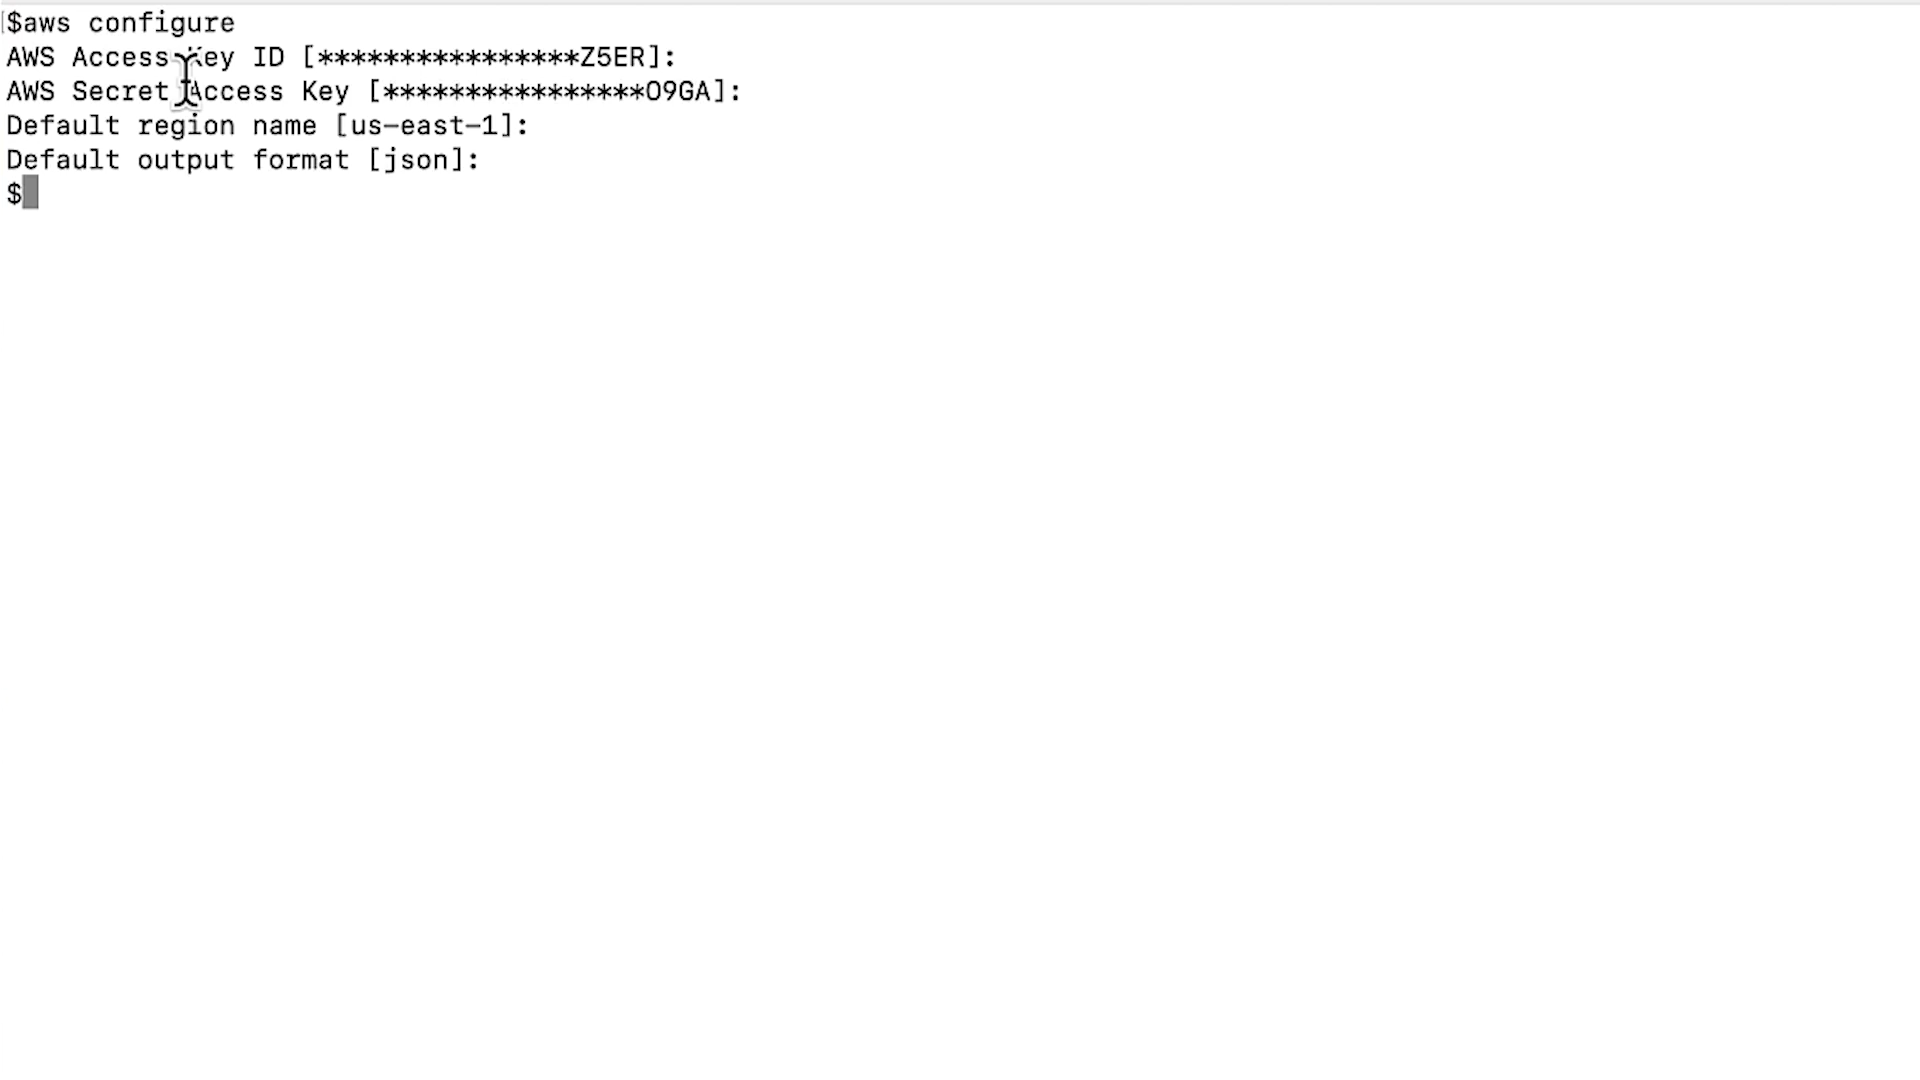 $aws configure
AWS Access Key ID [****************Z5ER]:
AWS Secret Access Key [****************O9GA]:
Default region name [us-east-1]:
Default output format [json]:
$